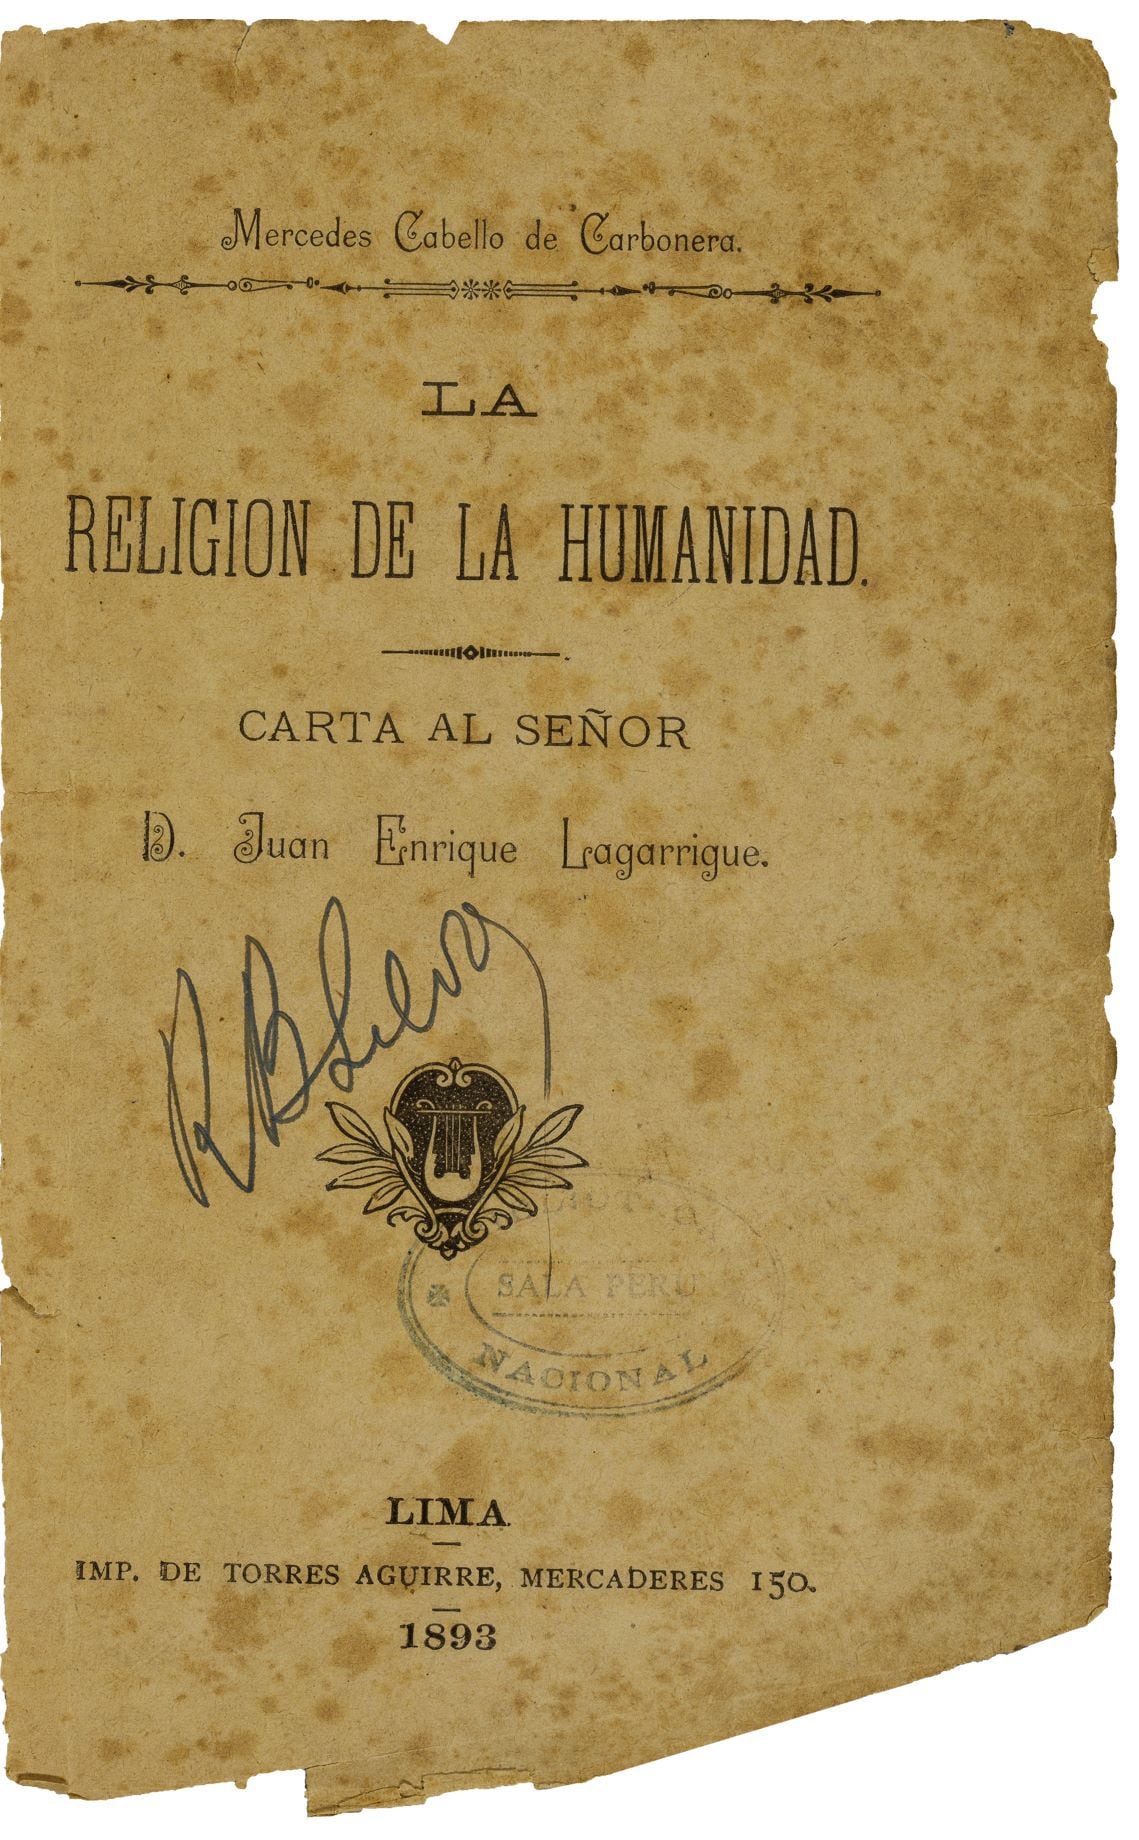 Mercedes Cabello de Carbonera.
LA
RELIGION DE LA HUMANIDAD.
CARTA AL SEÑOR
D. Juan Enrique Lagarrigue.
SALA PERU
NACIONAL
LIMA
IMP. DE TORRES AGUIRRE, MERCADERES 150.
1893